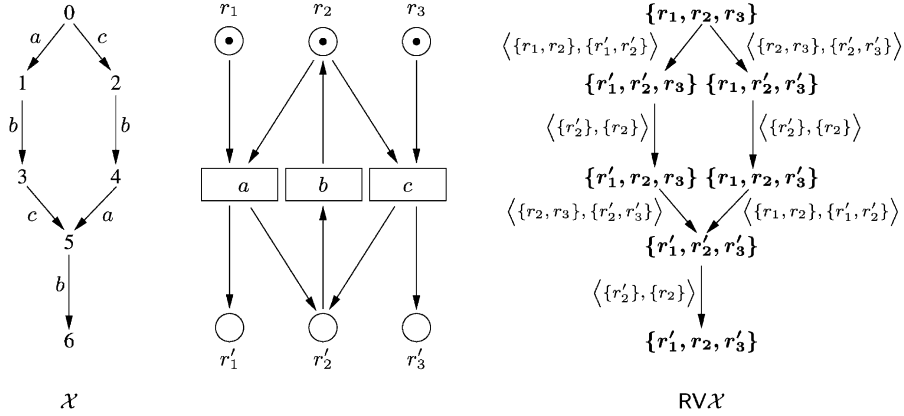 0
a c
1 2
b b
3 4
c a
5
b
6
𝒳
r₁ r₂ r₃
a b c
r′₁ r′₂ r′₃
{r₁, r₂, r₃}
⟨{r₁, r₂}, {r′₁, r′₂}⟩ ⟨{r₂, r₃}, {r′₂, r′₃}⟩
{r′₁, r′₂, r₃} {r₁, r′₂, r′₃}
⟨{r′₂}, {r₂}⟩ ⟨{r′₂}, {r₂}⟩
{r′₁, r₂, r₃} {r₁, r₂, r′₃}
⟨{r₂, r₃}, {r′₂, r′₃}⟩ ⟨{r₁, r₂}, {r′₁, r′₂}⟩
{r′₁, r′₂, r′₃}
⟨{r′₂}, {r₂}⟩
{r′₁, r₂, r′₃}
RV𝒳